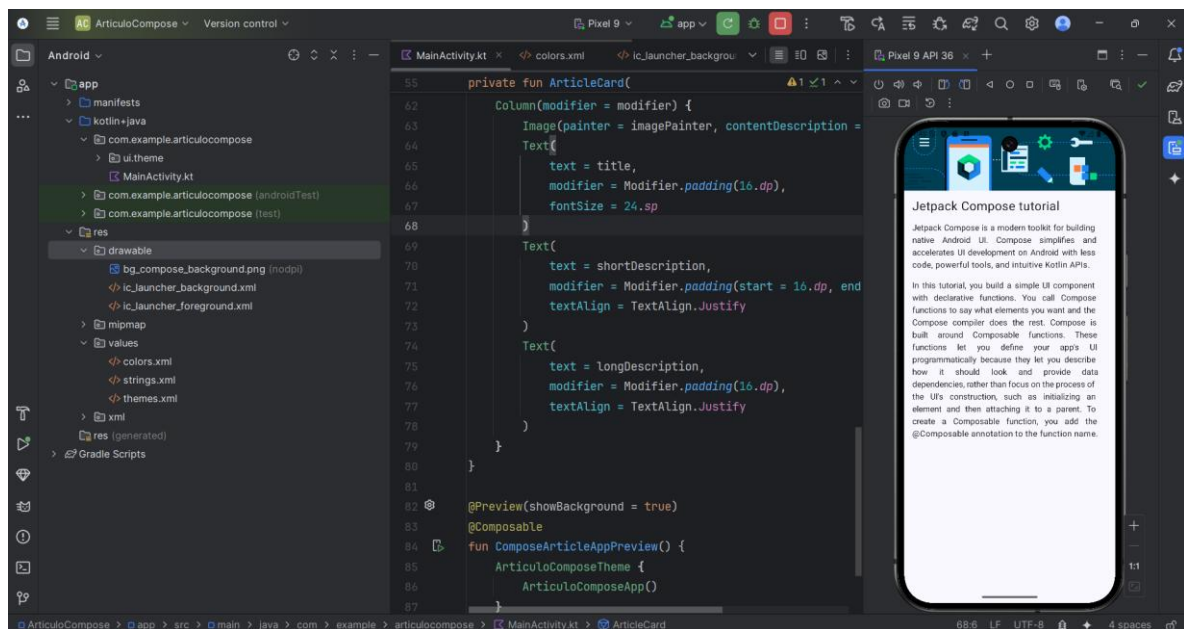 AC ArticuloCompose Version control Pixel 9 app
Android
MainActivity.kt colors.xml ic_launcher_backgrou
Pixel 9 API 36
app
manifests
kotlin+java
com.example.articulocompose
ui.theme
MainActivity.kt
com.example.articulocompose (androidTest)
com.example.articulocompose (test)
res
drawable
bg_compose_background.png (nodpi)
ic_launcher_background.xml
ic_launcher_foreground.xml
mipmap
values
colors.xml
strings.xml
themes.xml
xml
res (generated)
Gradle Scripts
55 private fun ArticleCard( 1 1
62 Column(modifier = modifier) {
63 Image(painter = imagePainter, contentDescription =
64 Text(
65 text = title,
66 modifier = Modifier.padding(16.dp),
67 fontSize = 24.sp
68 )
69 Text(
70 text = shortDescription,
71 modifier = Modifier.padding(start = 16.dp, end
72 textAlign = TextAlign.Justify
73 )
74 Text(
75 text = longDescription,
76 modifier = Modifier.padding(16.dp),
77 textAlign = TextAlign.Justify
78 )
79 }
80 }
81
82 @Preview(showBackground = true)
83 @Composable
84 fun ComposeArticleAppPreview() {
85 ArticuloComposeTheme {
86 ArticuloComposeApp()
87 }
Jetpack Compose tutorial
Jetpack Compose is a modern toolkit for building
native Android UI. Compose simplifies and
accelerates UI development on Android with less
code, powerful tools, and intuitive Kotlin APIs.
In this tutorial, you build a simple UI component
with declarative functions. You call Compose
functions to say what elements you want and the
Compose compiler does the rest. Compose is
built around Composable functions. These
functions let you define your app's UI
programmatically because they let you describe
how it should look and provide data
dependencies, rather than focus on the process of
the UI's construction, such as initializing an
element and then attaching it to a parent. To
create a Composable function, you add the
@Composable annotation to the function name.
1:1
ArticuloCompose > app > src > main > java > com > example > articulocompose > MainActivity.kt > ArticleCard
68:6 LF UTF-8 4 spaces